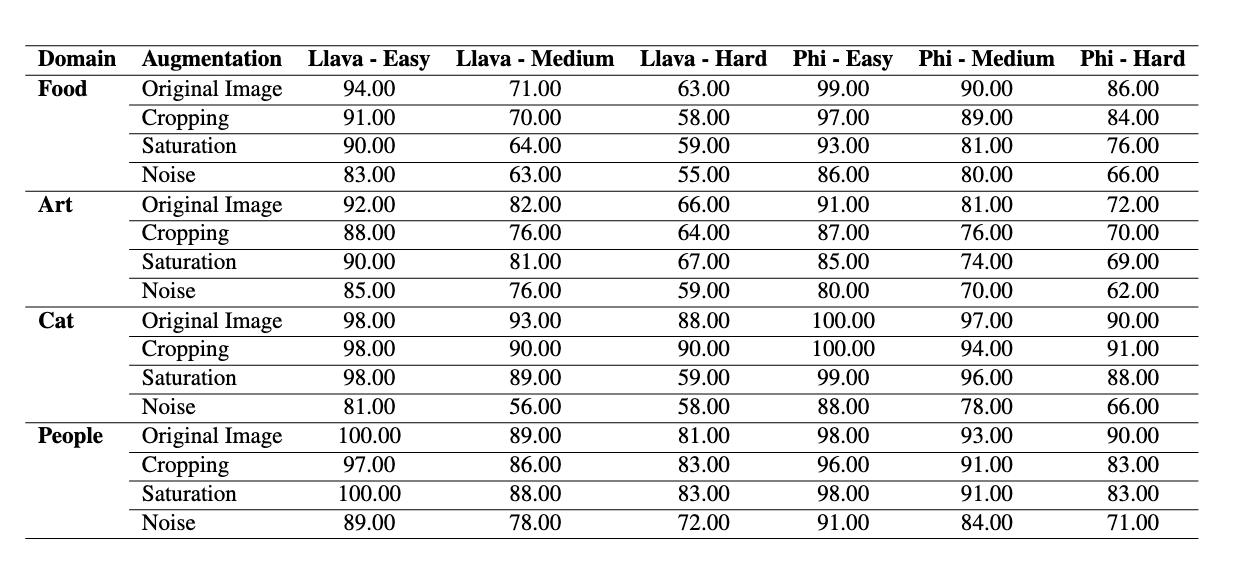 Domain Augmentation Llava - Easy Llava - Medium Llava - Hard Phi - Easy Phi - Medium Phi - Hard
Food Original Image 94.00 71.00 63.00 99.00 90.00 86.00
Cropping 91.00 70.00 58.00 97.00 89.00 84.00
Saturation 90.00 64.00 59.00 93.00 81.00 76.00
Noise 83.00 63.00 55.00 86.00 80.00 66.00
Art Original Image 92.00 82.00 66.00 91.00 81.00 72.00
Cropping 88.00 76.00 64.00 87.00 76.00 70.00
Saturation 90.00 81.00 67.00 85.00 74.00 69.00
Noise 85.00 76.00 59.00 80.00 70.00 62.00
Cat Original Image 98.00 93.00 88.00 100.00 97.00 90.00
Cropping 98.00 90.00 90.00 100.00 94.00 91.00
Saturation 98.00 89.00 59.00 99.00 96.00 88.00
Noise 81.00 56.00 58.00 88.00 78.00 66.00
People Original Image 100.00 89.00 81.00 98.00 93.00 90.00
Cropping 97.00 86.00 83.00 96.00 91.00 83.00
Saturation 100.00 88.00 83.00 98.00 91.00 83.00
Noise 89.00 78.00 72.00 91.00 84.00 71.00